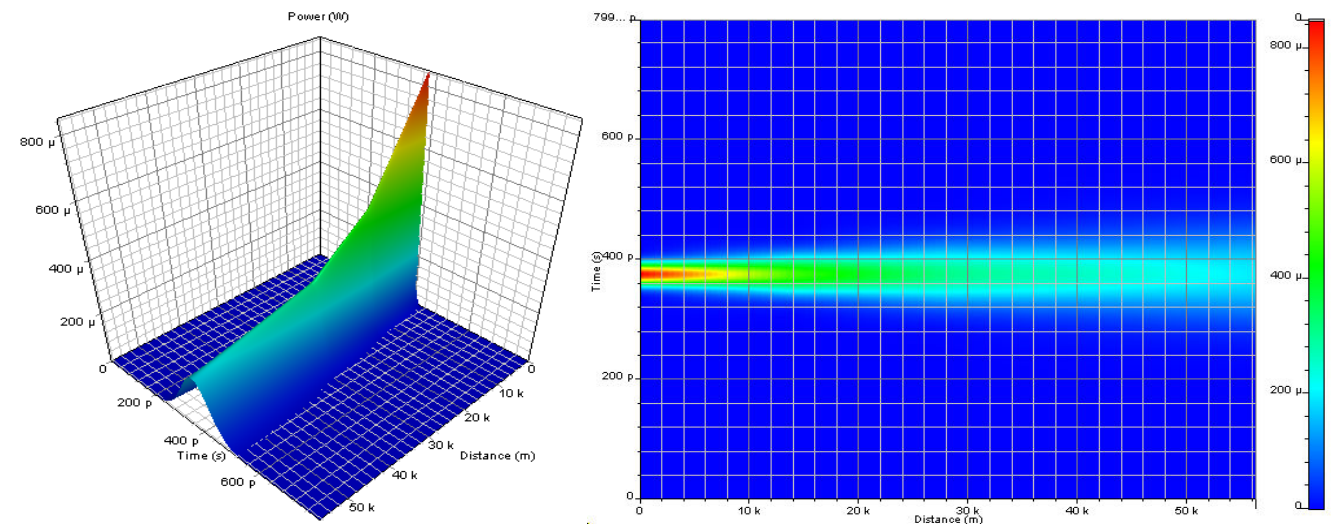 Power (W)
800 µ
600 µ
400 µ
200 µ
0
200 p
400 p
600 p
Time (s)
0
10 k
20 k
30 k
40 k
50 k
Distance (m)
799... p
600 p
400 p
200 p
0
Time (s)
0
10 k
20 k
30 k
40 k
50 k
Distance (m)
0
800 µ
600 µ
400 µ
200 µ
0